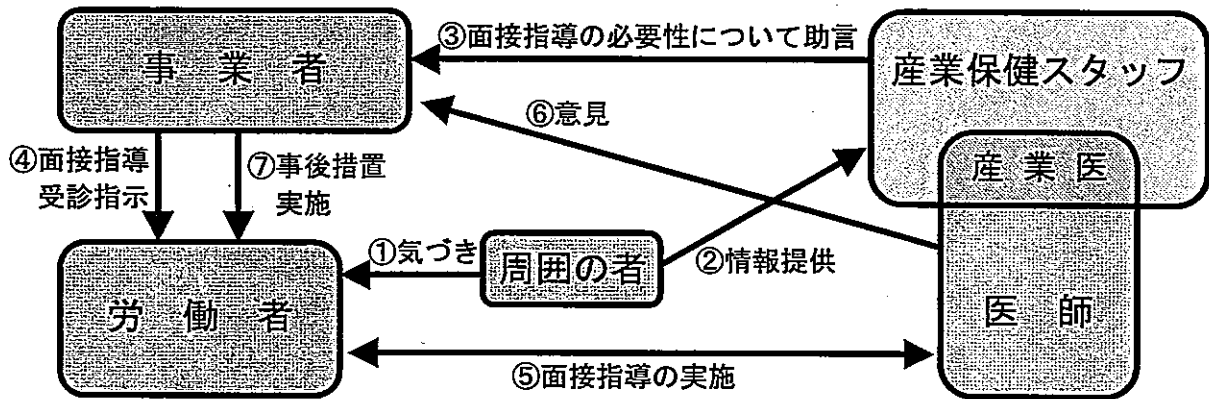 ③面接指導の必要性について助言
事業者
産業保健スタッフ
⑥意見
④面接指導
受診指示
⑦事後措置
実施
産業医
①気づき
周囲の者
②情報提供
労働者
医師
⑤面接指導の実施